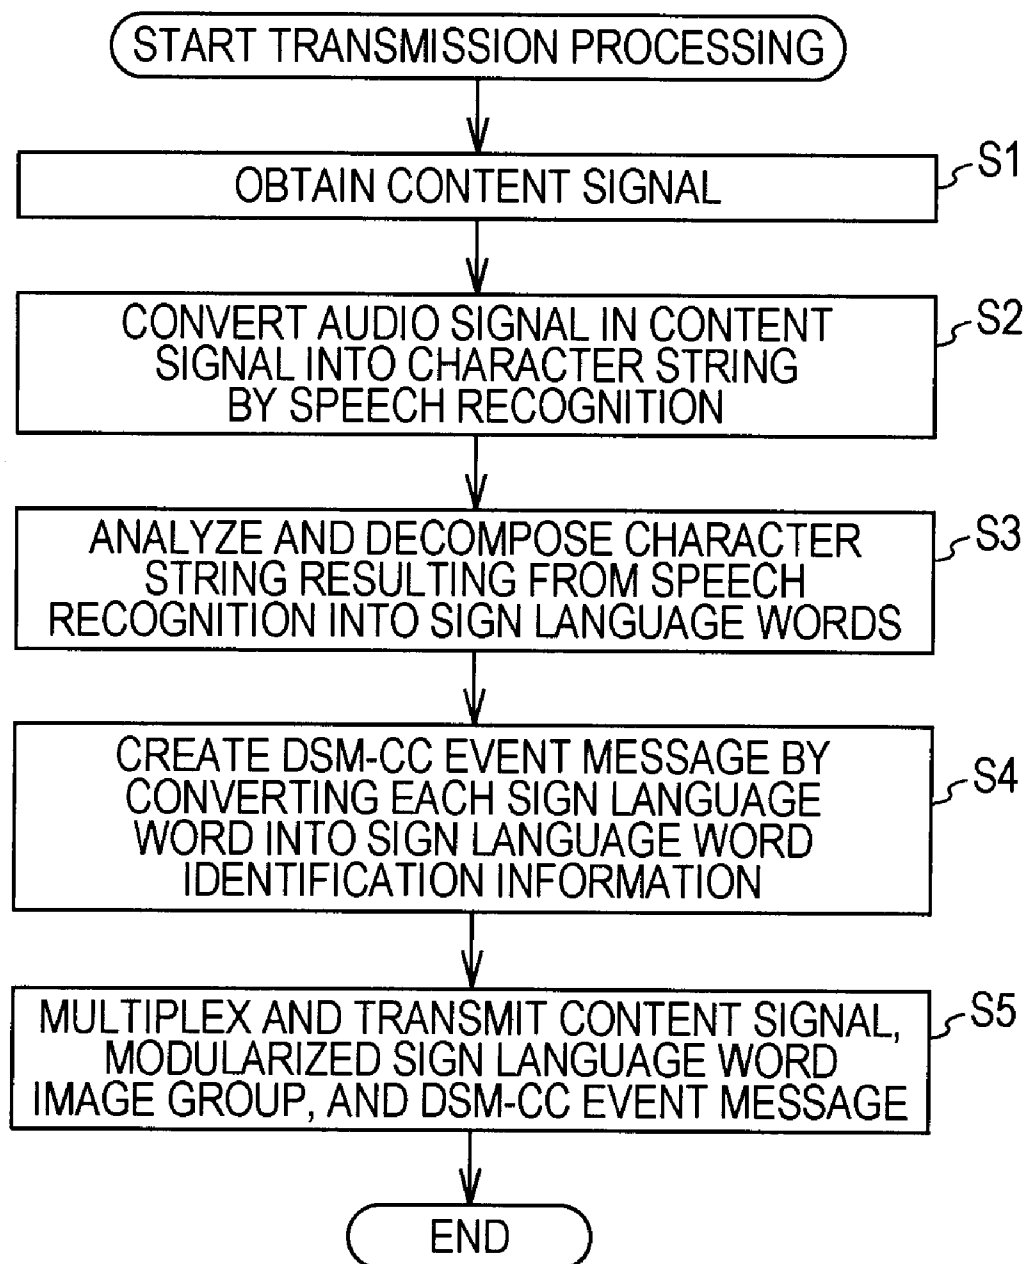 START TRANSMISSION PROCESSING
S1
OBTAIN CONTENT SIGNAL
S2
CONVERT AUDIO SIGNAL IN CONTENT
SIGNAL INTO CHARACTER STRING
BY SPEECH RECOGNITION
S3
ANALYZE AND DECOMPOSE CHARACTER
STRING RESULTING FROM SPEECH
RECOGNITION INTO SIGN LANGUAGE WORDS
S4
CREATE DSM-CC EVENT MESSAGE BY
CONVERTING EACH SIGN LANGUAGE
WORD INTO SIGN LANGUAGE WORD
IDENTIFICATION INFORMATION
S5
MULTIPLEX AND TRANSMIT CONTENT SIGNAL,
MODULARIZED SIGN LANGUAGE WORD
IMAGE GROUP, AND DSM-CC EVENT MESSAGE
END